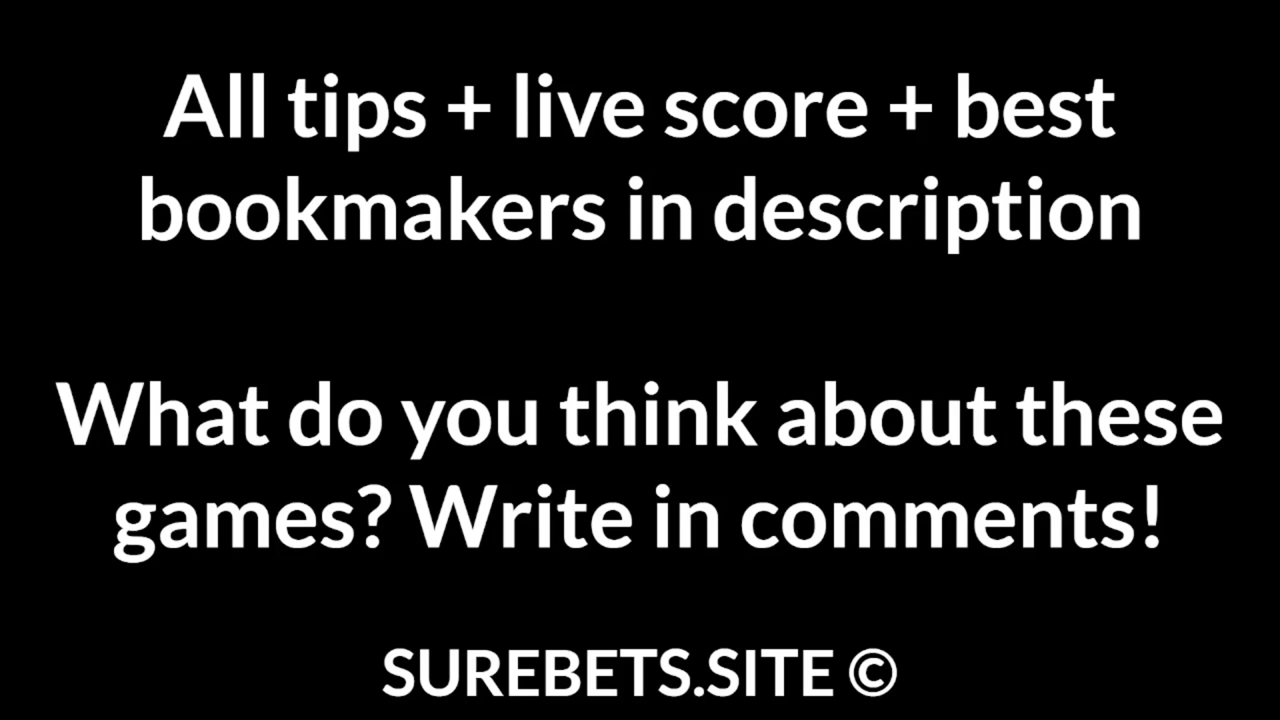 All tips + live score + best
bookmakers in description
What do you think about these
games? Write in comments!
SUREBETS.SITE ©